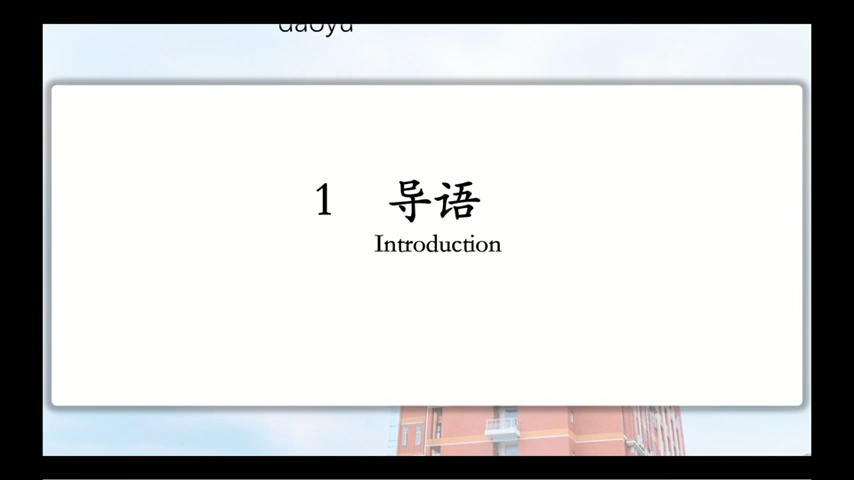 daoyu
1 导语
Introduction